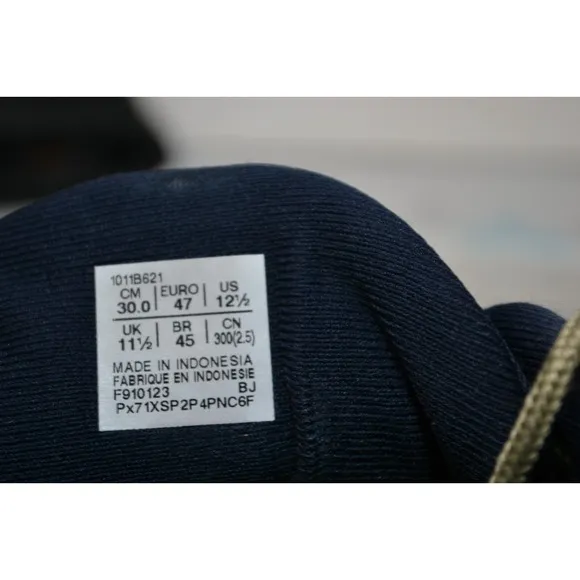 1011B621
CM 30.0 EURO 47 US 12½
UK 11½ BR 45 CN 300(2.5)
MADE IN INDONESIA
FABRIQUE EN INDONESIE
F910123 BJ
Px71XSP2P4PNC6F